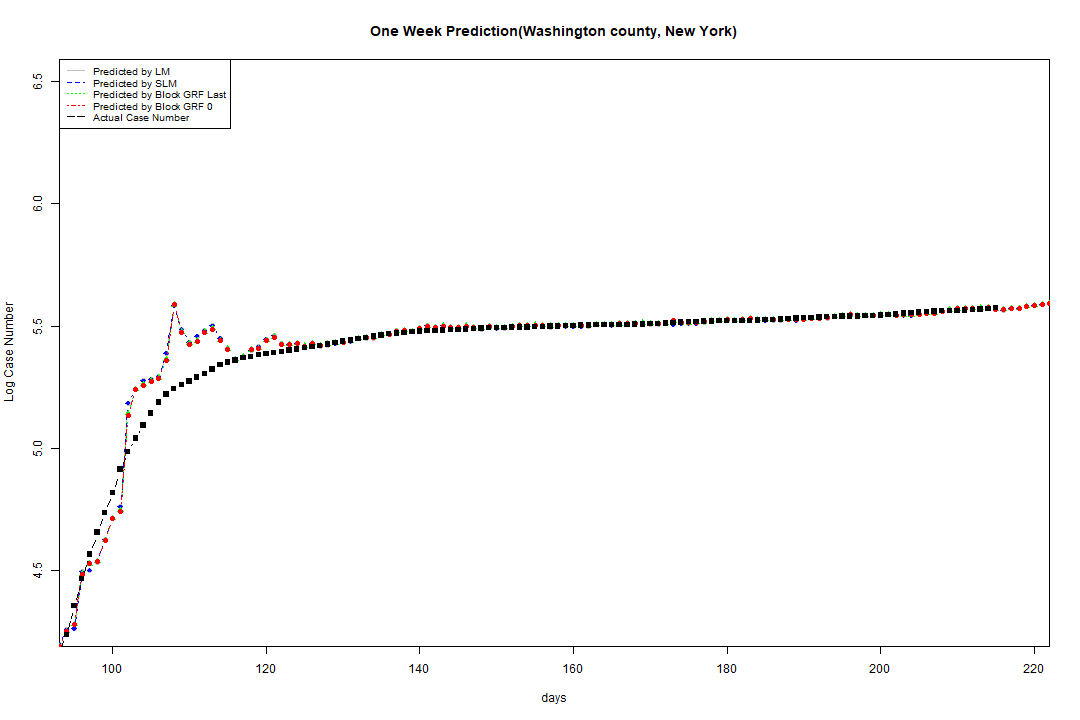 One Week Prediction(Washington county, New York)
Predicted by LM
Predicted by SLM
Predicted by Block GRF Last
Predicted by Block GRF 0
Actual Case Number
6.5
6.0
5.5
5.0
4.5
Log Case Number
100 120 140 160 180 200 220
days